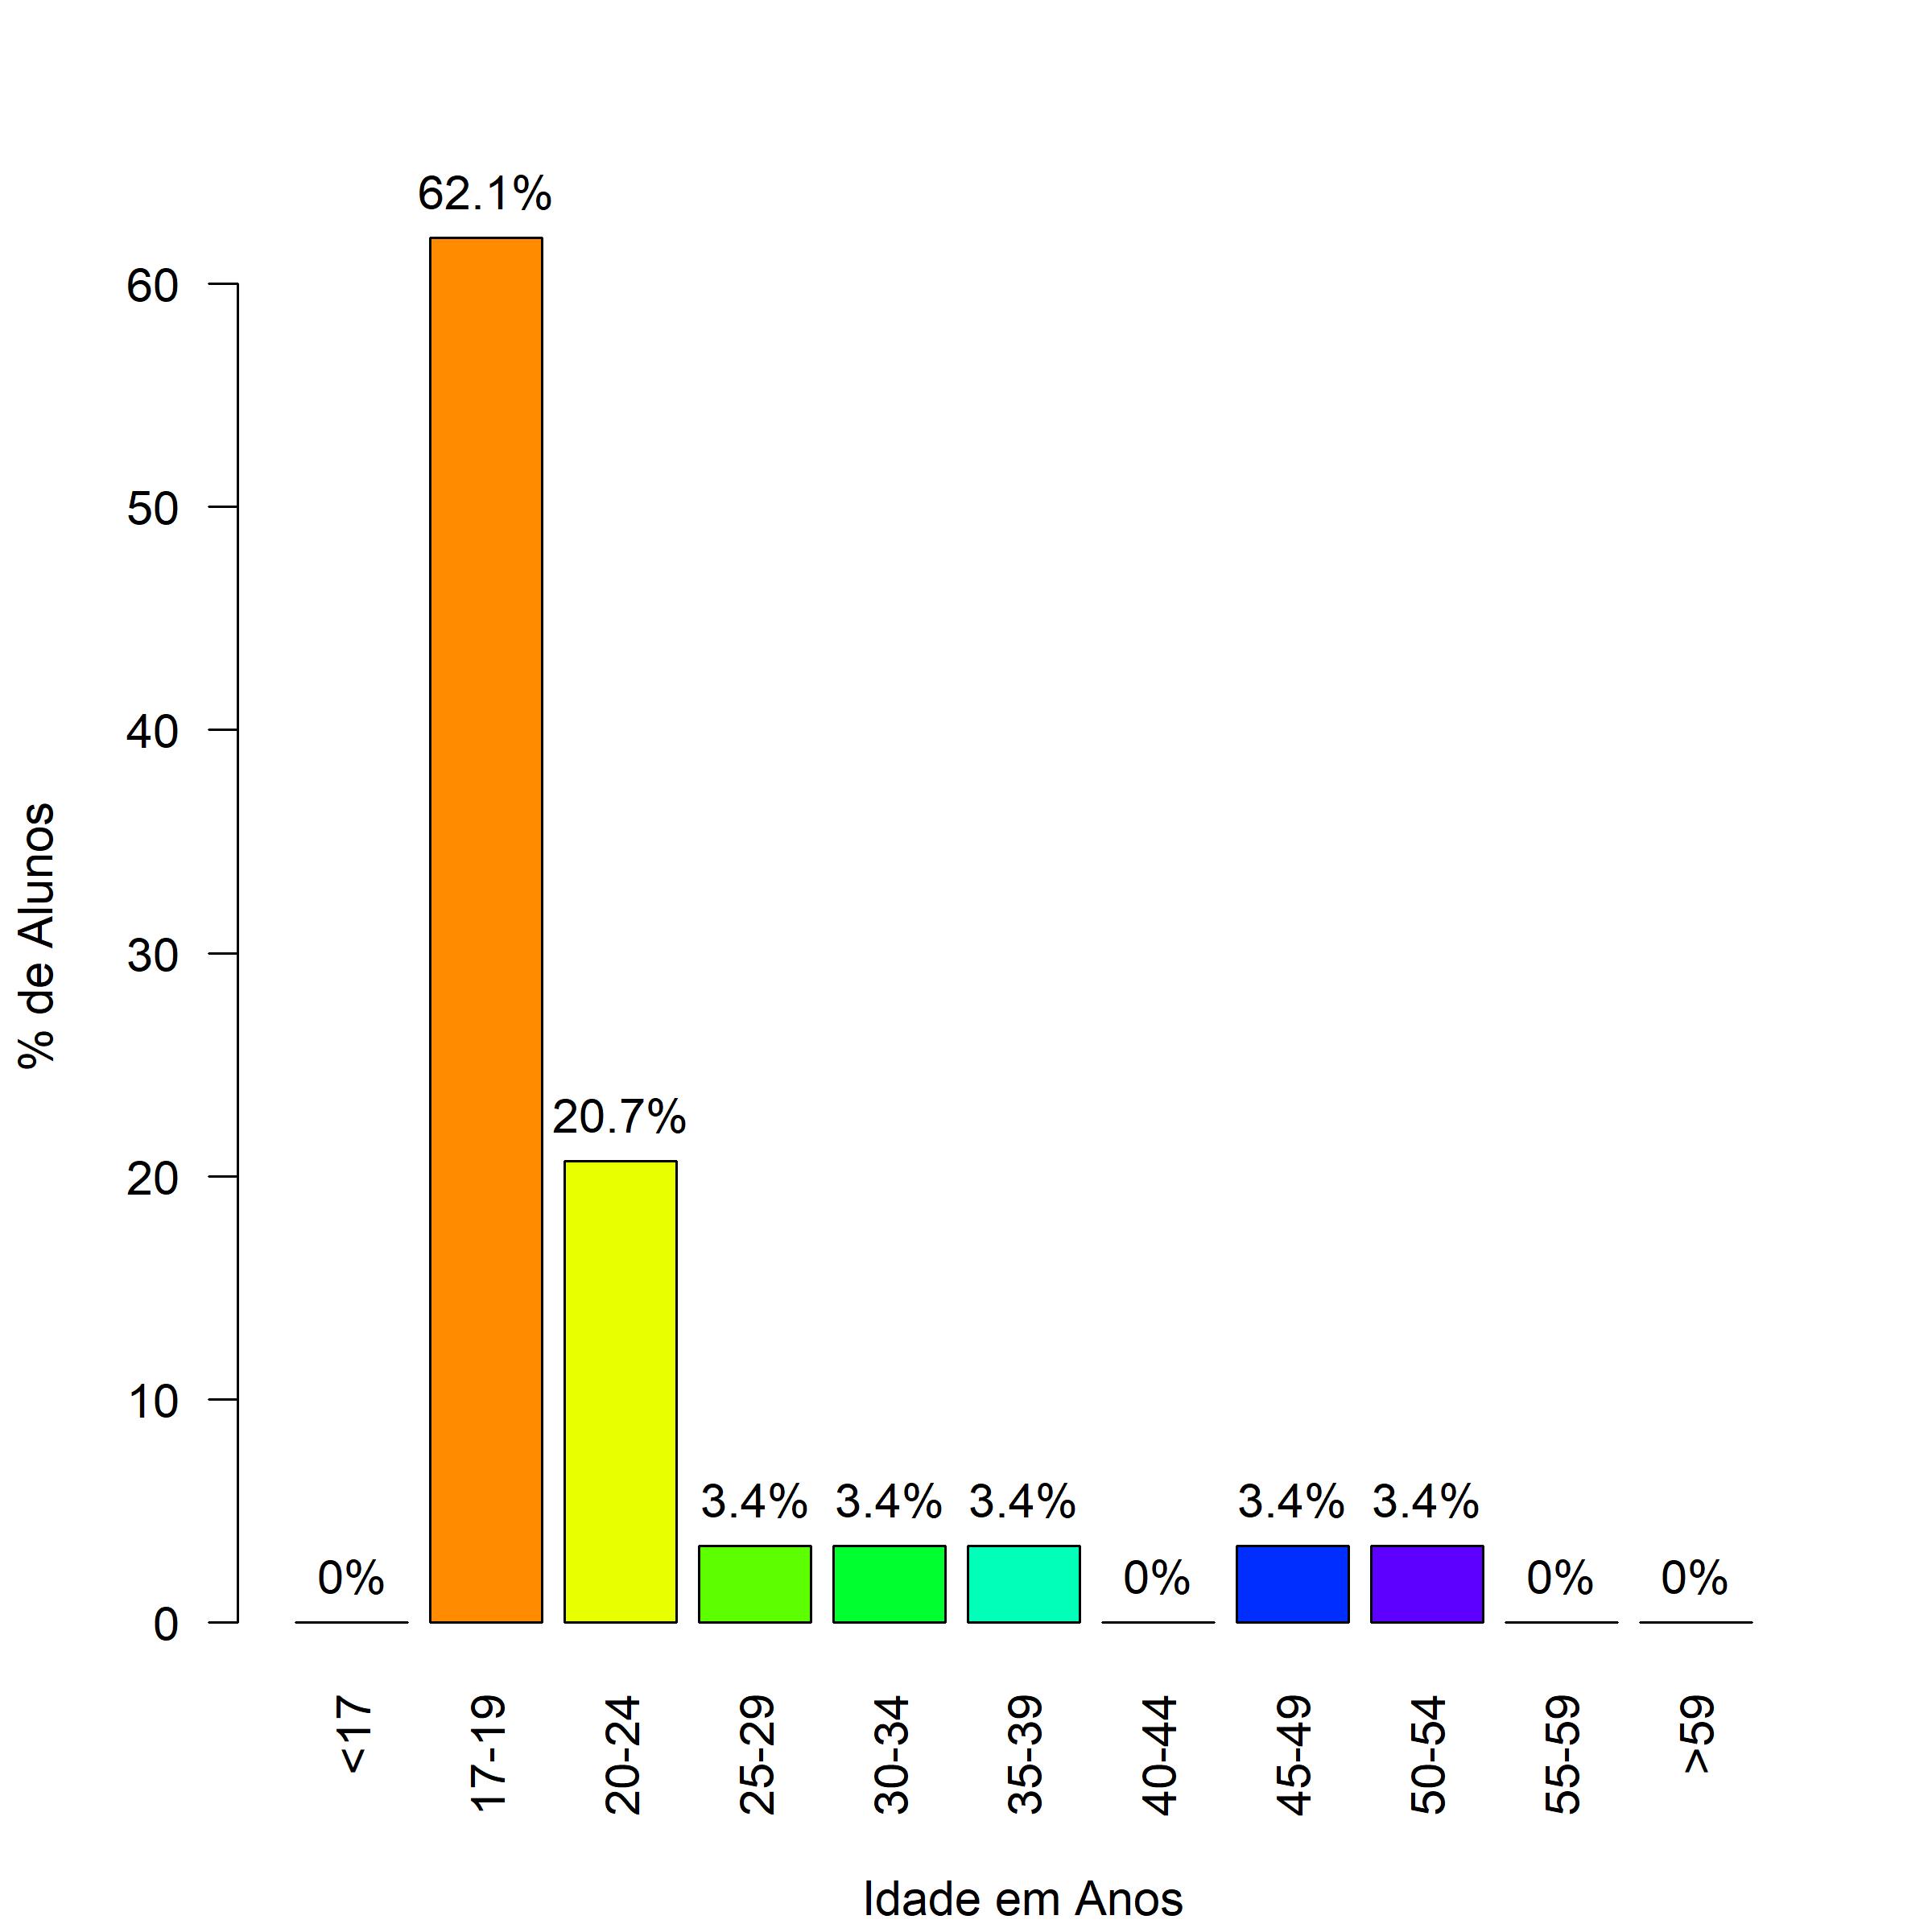 62.1%
20.7%
3.4% 3.4% 3.4% 3.4% 3.4%
0% 0% 0% 0%
60
50
40
30
20
10
0
% de Alunos
<17 17-19 20-24 25-29 30-34 35-39 40-44 45-49 50-54 55-59 >59
Idade em Anos